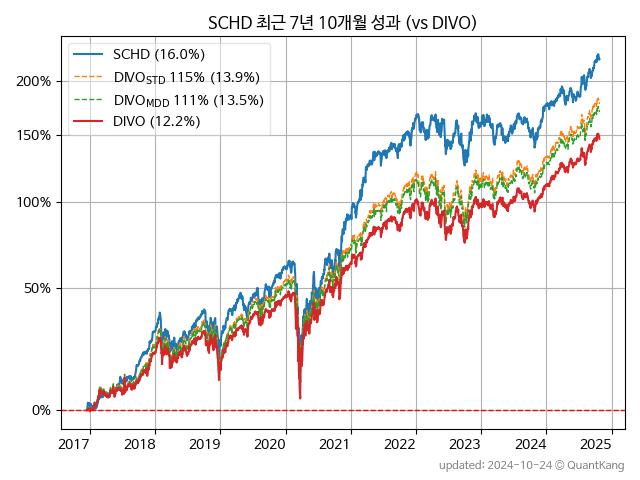 SCHD 최근 7년 10개월 성과 (vs DIVO)
SCHD (16.0%)
DIVO_STD 115% (13.9%)
DIVO_MDD 111% (13.5%)
DIVO (12.2%)
200%
150%
100%
50%
0%
2017 2018 2019 2020 2021 2022 2023 2024 2025
updated: 2024-10-24 © QuantKang